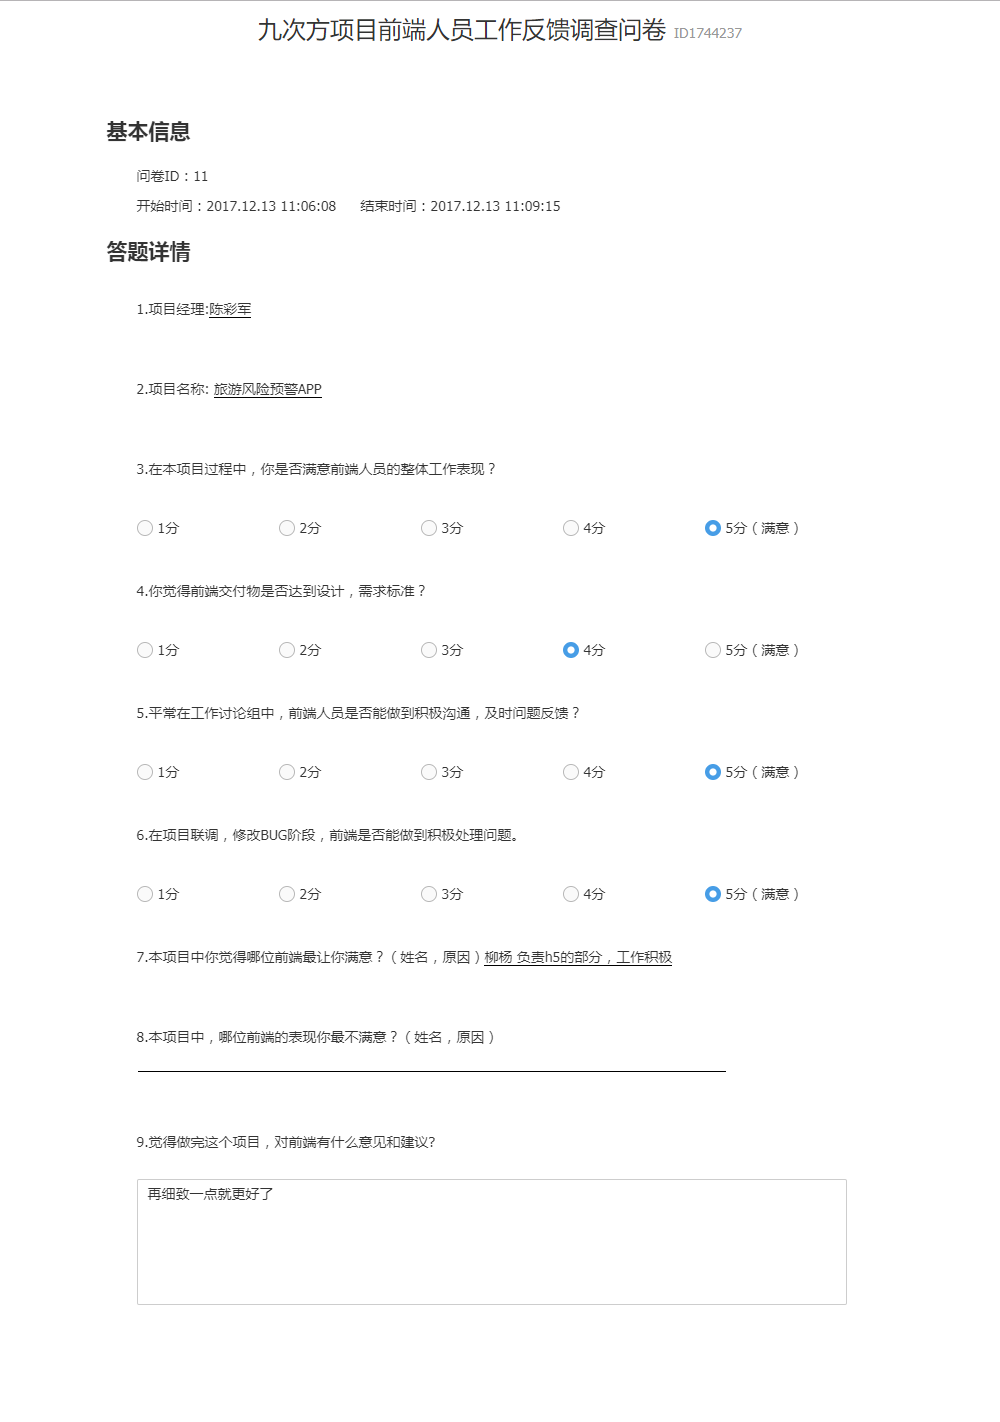 九次方项目前端人员工作反馈调查问卷 ID1744237
基本信息
问卷ID：11
开始时间：2017.12.13 11:06:08 结束时间：2017.12.13 11:09:15
答题详情
1.项目经理:陈彩军
2.项目名称: 旅游风险预警APP
3.在本项目过程中，你是否满意前端人员的整体工作表现？
1分 2分 3分 4分 5分（满意）
4.你觉得前端交付物是否达到设计，需求标准？
1分 2分 3分 4分 5分（满意）
5.平常在工作讨论组中，前端人员是否能做到积极沟通，及时问题反馈？
1分 2分 3分 4分 5分（满意）
6.在项目联调，修改BUG阶段，前端是否能做到积极处理问题。
1分 2分 3分 4分 5分（满意）
7.本项目中你觉得哪位前端最让你满意？（姓名，原因）柳杨 负责h5的部分，工作积极
8.本项目中，哪位前端的表现你最不满意？（姓名，原因）
9.觉得做完这个项目，对前端有什么意见和建议?
再细致一点就更好了